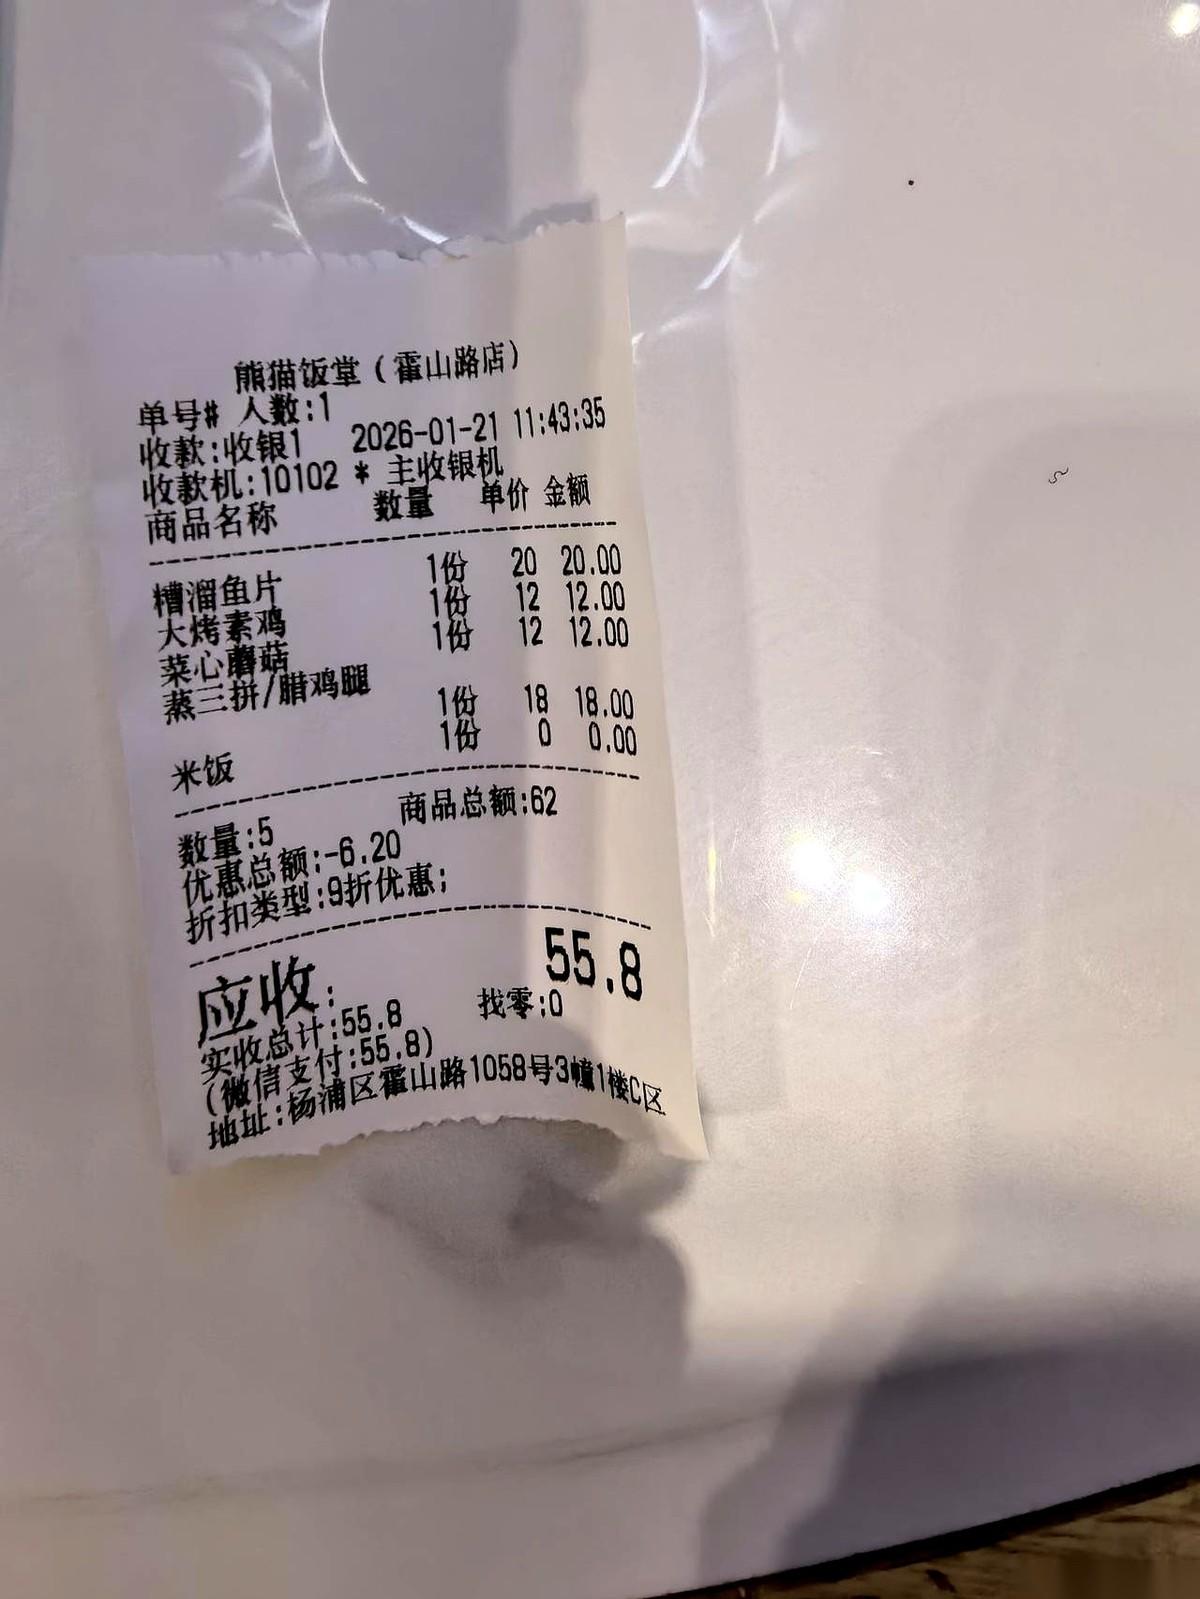 熊猫饭堂(霍山路店)
单号# 人数:1
收款:收银1 2026-01-21 11:43:35
收款机:10102 * 主收银机
商品名称 数量 单价 金额
糟溜鱼片 1份 20 20.00
大烤素鸡 1份 12 12.00
菜心蘑菇 1份 12 12.00
蒸三拼/腊鸡腿
1份 18 18.00
米饭 1份 0 0.00
数量:5 商品总额:62
优惠总额:-6.20
折扣类型:9折优惠;
应收: 55.8
实收总计:55.8 找零:0
(微信支付:55.8)
地址:杨浦区霍山路1058号3幢1楼C区